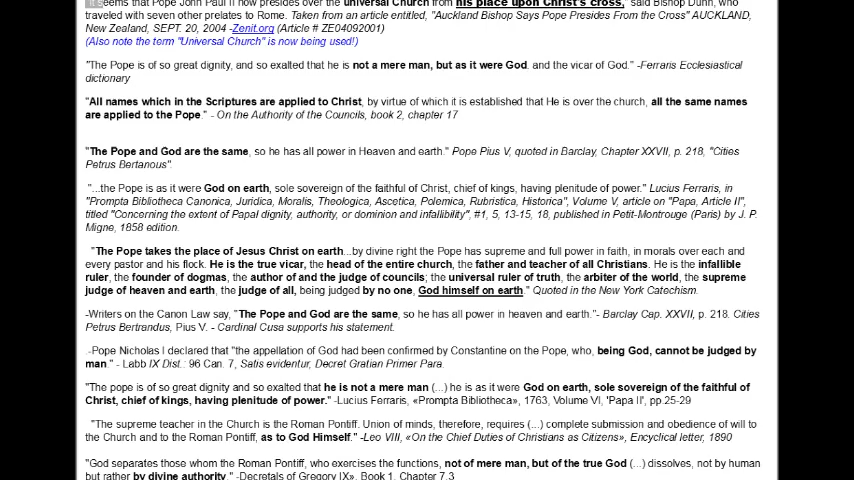 seems that Pope John Paul II now presides over the universal Church from his place upon Christ's cross," said Bishop Dunn, who
traveled with seven other prelates to Rome. Taken from an article entitled, "Auckland Bishop Says Pope Presides From the Cross" AUCKLAND,
New Zealand, SEPT. 20, 2004 -Zenit.org (Article # ZE04092001)
(Also note the term "Universal Church" is now being used!)
"The Pope is of so great dignity, and so exalted that he is not a mere man, but as it were God. and the vicar of God." -Ferraris Ecclesiastical
dictionary
"All names which in the Scriptures are applied to Christ, by virtue of which it is established that He is over the church, all the same names
are applied to the Pope." - On the Authority of the Councils, book 2, chapter 17
"The Pope and God are the same, so he has all power in Heaven and earth." Pope Pius V, quoted in Barclay, Chapter XXVII, p. 218, "Cities
Petrus Bertanous".
"...the Pope is as it were God on earth, sole sovereign of the faithful of Christ, chief of kings, having plenitude of power." Lucius Ferraris, in
"Prompta Bibliotheca Canonica, Juridica, Moralis, Theologica, Ascetica, Polemica, Rubristica, Historica", Volume V, article on "Papa, Article II",
titled "Concerning the extent of Papal dignity, authority, or dominion and infallibility", #1, 5, 13-15, 18, published in Petit-Montrouge (Paris) by J. P.
Migne, 1858 edition.
"The Pope takes the place of Jesus Christ on earth...by divine right the Pope has supreme and full power in faith, in morals over each and
every pastor and his flock. He is the true vicar, the head of the entire church, the father and teacher of all Christians. He is the infallible
ruler, the founder of dogmas, the author of and the judge of councils; the universal ruler of truth, the arbiter of the world, the supreme
judge of heaven and earth, the judge of all, being judged by no one, God himself on earth." Quoted in the New York Catechism.
-Writers on the Canon Law say, "The Pope and God are the same, so he has all power in heaven and earth."- Barclay Cap. XXVII, p. 218. Cities
Petrus Bertrandus, Pius V. - Cardinal Cusa supports his statement.
-Pope Nicholas I declared that "the appellation of God had been confirmed by Constantine on the Pope, who, being God, cannot be judged by
man." - Labb IX Dist.: 96 Can. 7, Satis evidentur, Decret Gratian Primer Para.
"The pope is of so great dignity and so exalted that he is not a mere man (...) he is as it were God on earth, sole sovereign of the faithful of
Christ, chief of kings, having plenitude of power." -Lucius Ferraris, «Prompta Bibliotheca», 1763, Volume VI, 'Papa II', pp.25-29
"The supreme teacher in the Church is the Roman Pontiff. Union of minds, therefore, requires (...) complete submission and obedience of will to
the Church and to the Roman Pontiff, as to God Himself." -Leo VIII, «On the Chief Duties of Christians as Citizens», Encyclical letter, 1890
"God separates those whom the Roman Pontiff, who exercises the functions, not of mere man, but of the true God (...) dissolves, not by human
but rather by divine authority." -Decretals of Gregory IX», Book 1, Chapter 7.3